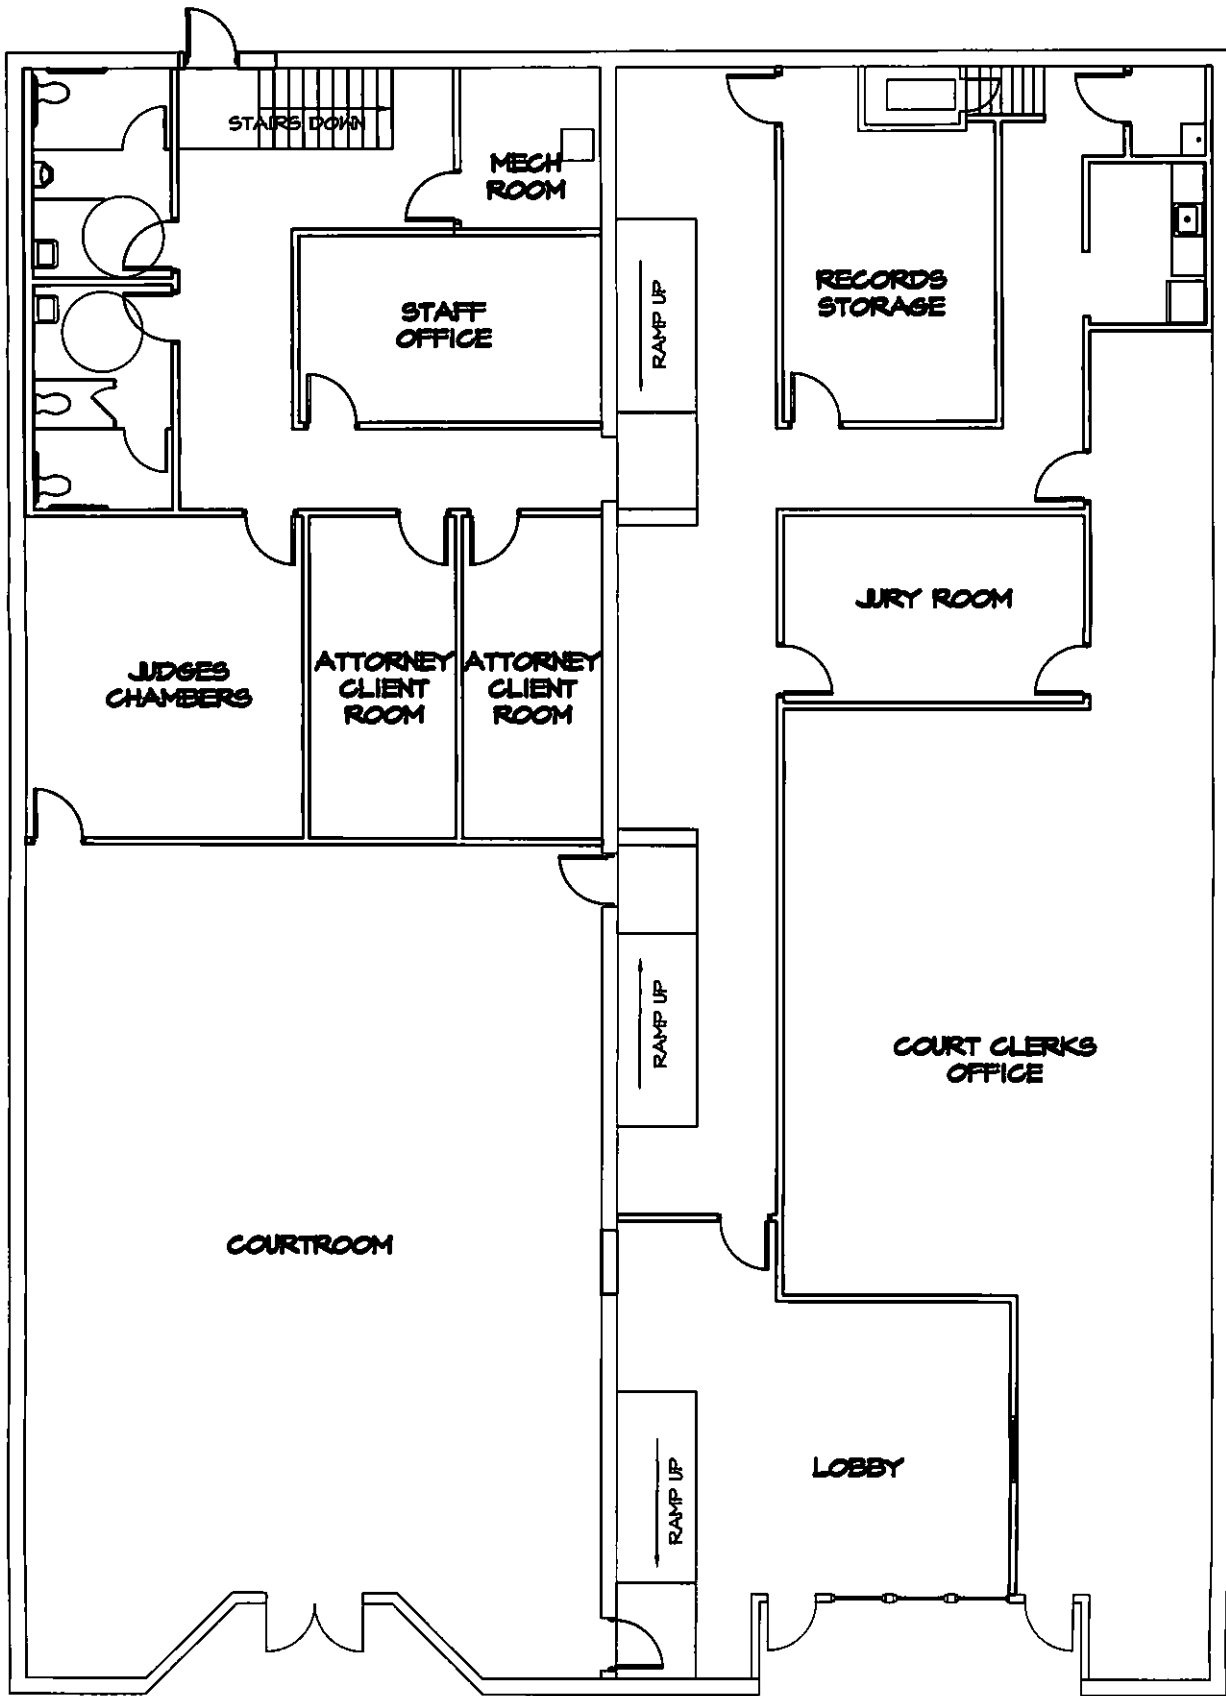 STAIRS DOWN
MECH
ROOM
STAFF
OFFICE
RAMP UP
RECORDS
STORAGE
JURY ROOM
JUDGES
CHAMBERS
ATTORNEY
CLIENT
ROOM
ATTORNEY
CLIENT
ROOM
RAMP UP
COURT CLERKS
OFFICE
COURTROOM
LOBBY
RAMP UP